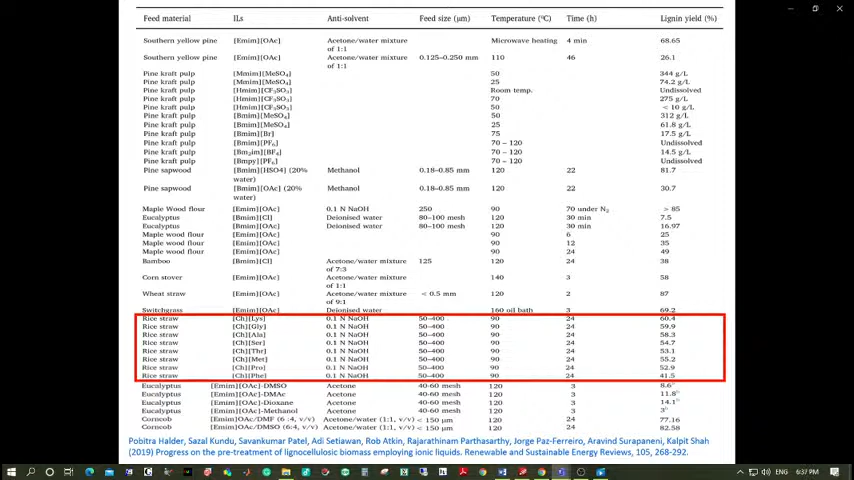 Feed material ILs Anti-solvent Feed size (μm) Temperature (°C) Time (h) Lignin yield (%)
Southern yellow pine [Emim][OAc] Acetone/water mixture of 1:1 Microwave heating 4 min 68.65
Southern yellow pine [Emim][OAc] Acetone/water mixture of 1:1 0.125–0.250 mm 110 46 26.1
Pine kraft pulp [Mmim][MeSO4] 50 344 g/L
Pine kraft pulp [Mmim][MeSO4] 25 74.2 g/L
Pine kraft pulp [Hmim][CF3SO3] Room temp. Undissolved
Pine kraft pulp [Hmim][CF3SO3] 70 275 g/L
Pine kraft pulp [Hmim][CF3SO3] 50 < 10 g/L
Pine kraft pulp [Bmim][MeSO4] 50 312 g/L
Pine kraft pulp [Bmim][MeSO4] 25 61.8 g/L
Pine kraft pulp [Bmim][Br] 75 17.5 g/L
Pine kraft pulp [Bmim][PF6] 70 – 120 Undissolved
Pine kraft pulp [Bm2im][BF4] 70 – 120 14.5 g/L
Pine kraft pulp [Bmpy][PF6] 70 – 120 Undissolved
Pine sapwood [Bmim][HSO4] (20% water) Methanol 0.18–0.85 mm 120 22 81.7
Pine sapwood [Bmim][OAc] (20% water) Methanol 0.18–0.85 mm 120 22 30.7
Maple Wood flour [Emim][OAc] 0.1 N NaOH 250 90 70 under N2 > 85
Eucalyptus [Bmim][Cl] Deionised water 80–100 mesh 120 30 min 7.5
Eucalyptus [Bmim][OAc] Deionised water 80–100 mesh 120 30 min 16.97
Maple wood flour [Emim][OAc] 90 6 25
Maple wood flour [Emim][OAc] 90 12 35
Maple wood flour [Emim][OAc] 90 24 49
Bamboo [Bmim][Cl] Acetone/water mixture of 7:3 125 120 24 38
Corn stover [Emim][OAc] Acetone/water mixture of 1:1 140 3 58
Wheat straw [Emim][OAc] Acetone/water mixture of 9:1 < 0.5 mm 120 2 87
Switchgrass [Emim][OAc] Deionised water 160 oil bath 3 69.2
Rice straw [Ch][Lys] 0.1 N NaOH 50–400 90 24 60.4
Rice straw [Ch][Gly] 0.1 N NaOH 50–400 90 24 59.9
Rice straw [Ch][Ala] 0.1 N NaOH 50–400 90 24 58.3
Rice straw [Ch][Ser] 0.1 N NaOH 50–400 90 24 54.7
Rice straw [Ch][Thr] 0.1 N NaOH 50–400 90 24 53.1
Rice straw [Ch][Met] 0.1 N NaOH 50–400 90 24 55.2
Rice straw [Ch][Pro] 0.1 N NaOH 50–400 90 24 52.9
Rice straw [Ch][Phe] 0.1 N NaOH 50–400 90 24 41.5
Eucalyptus [Emim][OAc]-DMSO Acetone 40-60 mesh 120 3 8.6
Eucalyptus [Emim][OAc]-DMAc Acetone 40-60 mesh 120 3 11.8
Eucalyptus [Emim][OAc]-Dioxane Acetone 40-60 mesh 120 3 14.1
Eucalyptus [Emim][OAc]-Methanol Acetone 40-60 mesh 120 3 3
Corncob [Emim][OAc/DMF (6 :4, v/v) Acetone/water (1:1, v/v) < 150 μm 120 24 77.16
Corncob [Emim][OAc/DMSO (6:4, v/v) Acetone/water (1:1, v/v) < 150 μm 120 24 82.58
Pobitra Halder, Sazal Kundu, Savankumar Patel, Adi Setiawan, Rob Atkin, Rajarathinam Parthasarthy, Jorge Paz-Ferreiro, Aravind Surapaneni, Kalpit Shah
(2019) Progress on the pre-treatment of lignocellulosic biomass employing ionic liquids. Renewable and Sustainable Energy Reviews, 105, 268-292.
ENG 6:37 PM